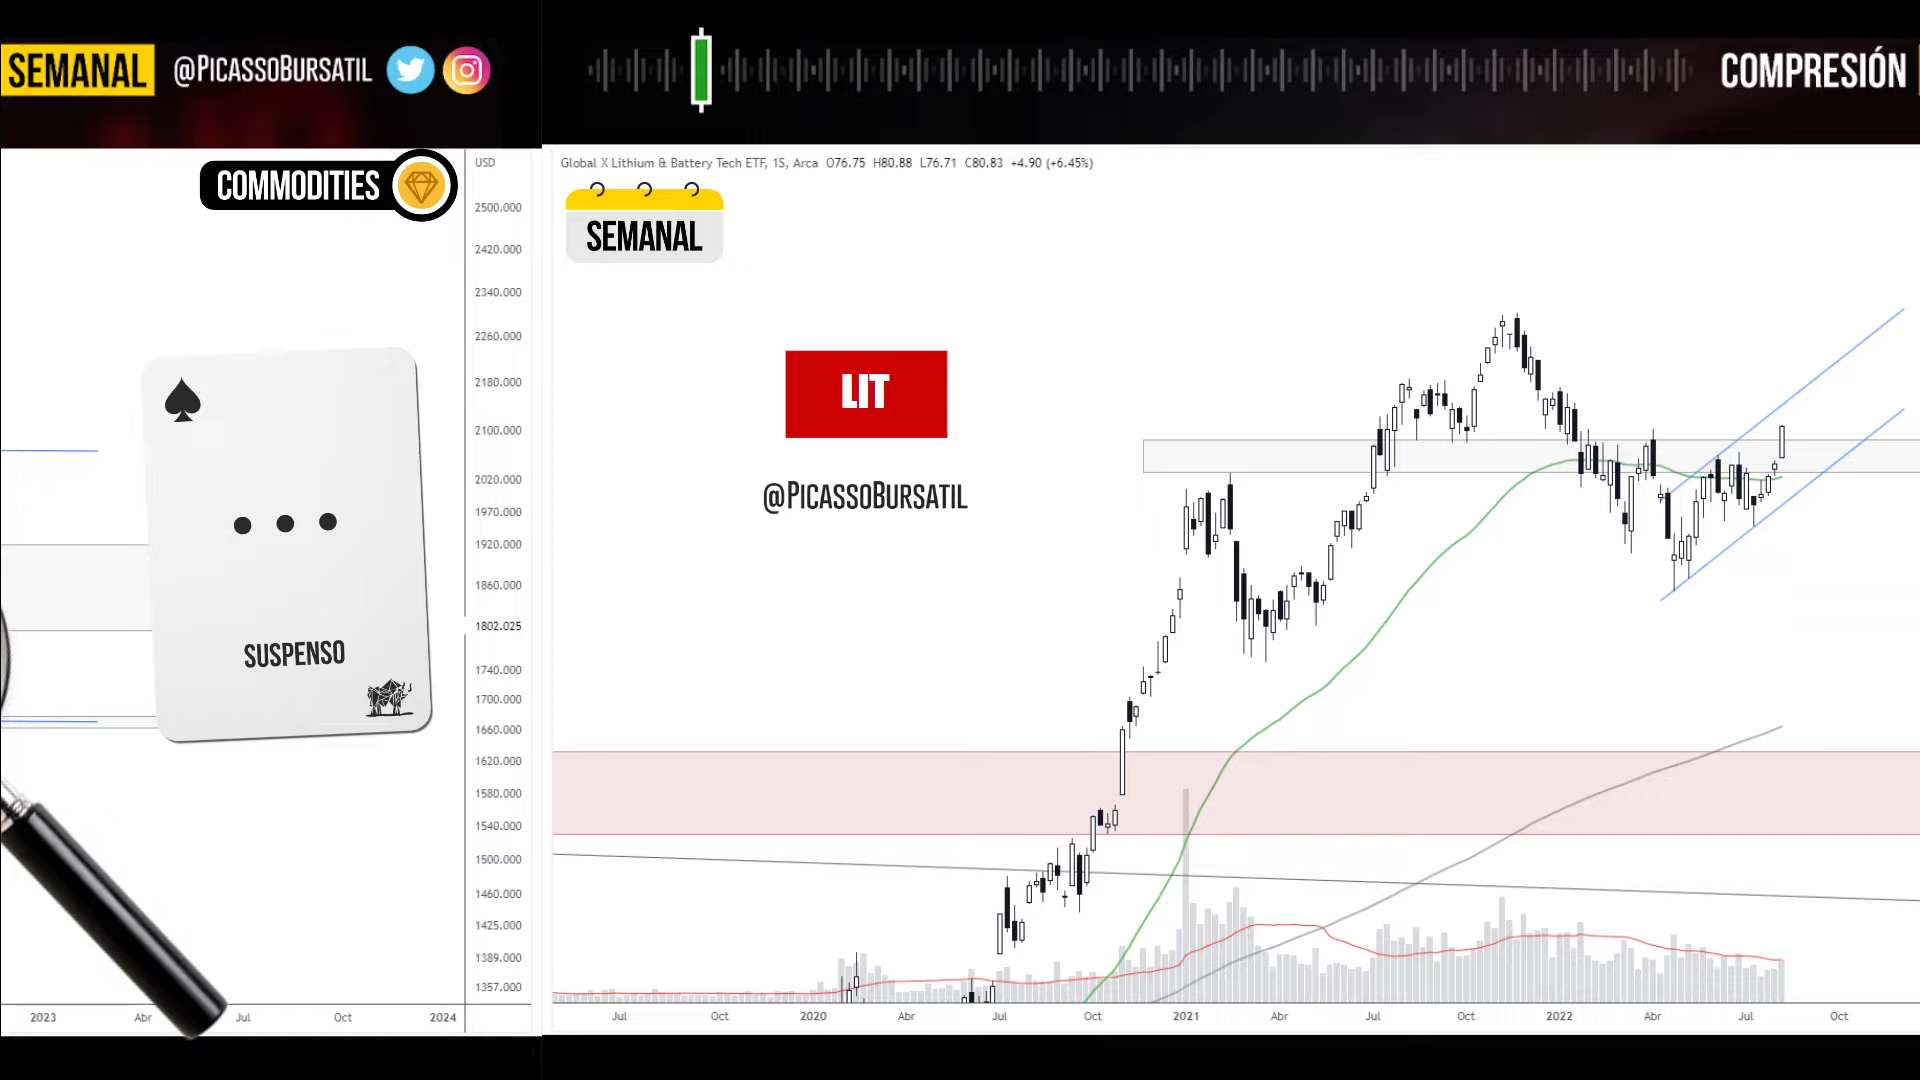 SEMANAL
@PICASSOBURSATIL
COMPRESIÓN
COMMODITIES
USD
2500.000
2420.000
2340.000
2260.000
2180.000
2100.000
2020.000
1970.000
1920.000
1860.000
1802.025
1740.000
1700.000
1660.000
1620.000
1580.000
1540.000
1500.000
1460.000
1425.000
1389.000
1357.000
SUSPENSO
2023 Abr Jul Oct 2024
Global X Lithium & Battery Tech ETF, 1S, Arca O76.75 H80.88 L76.71 C80.83 +4.90 (+6.45%)
SEMANAL
LIT
@PICASSOBURSATIL
Jul Oct 2020 Abr Jul Oct 2021 Abr Jul Oct 2022 Abr Jul Oct